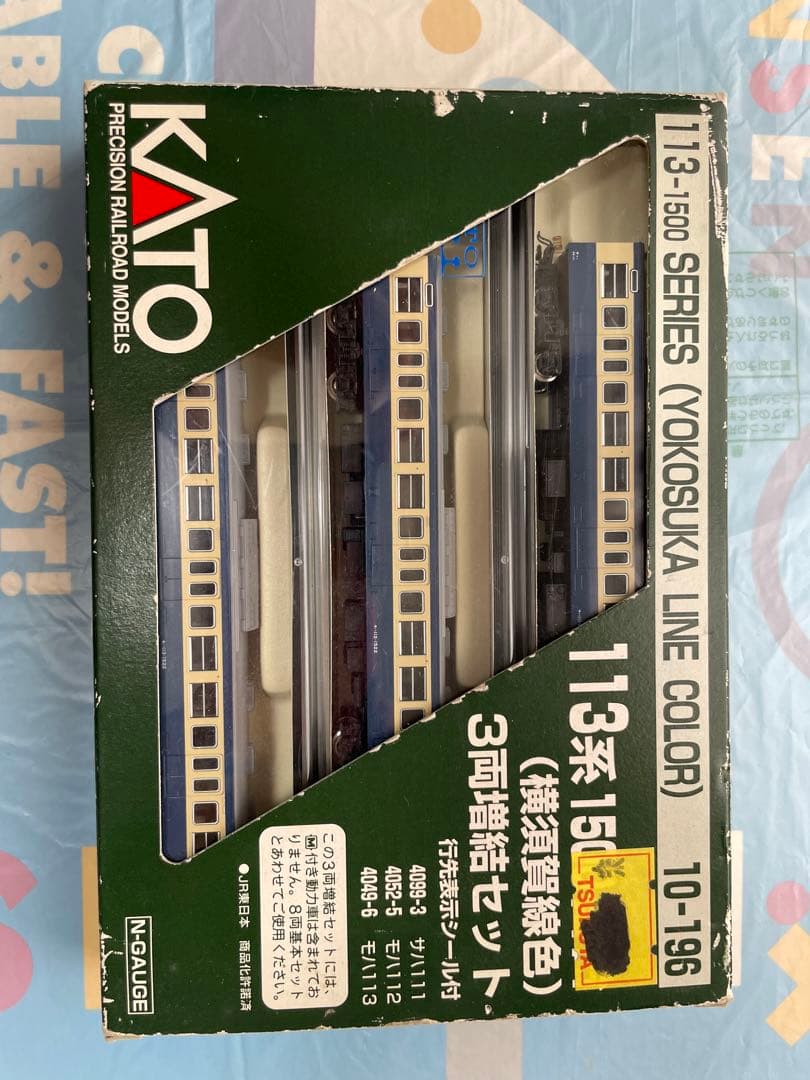 113-1500 SERIES (YOKOSUKA LINE COLOR) 10-196
KATO
PRECISION RAILROAD MODELS
113系150
(横須賀線色)
3両増結セット
行先表示シール付
4099-3 サハ111
4052-5 モハ112
4049-6 モハ113
この3両増結セットには、
M付き動力車は含まれてお
りません。8両基本セット
とあわせてご使用ください。
●JR東日本 商品化許諾済
N-GAUGE
ABLE & FAST!